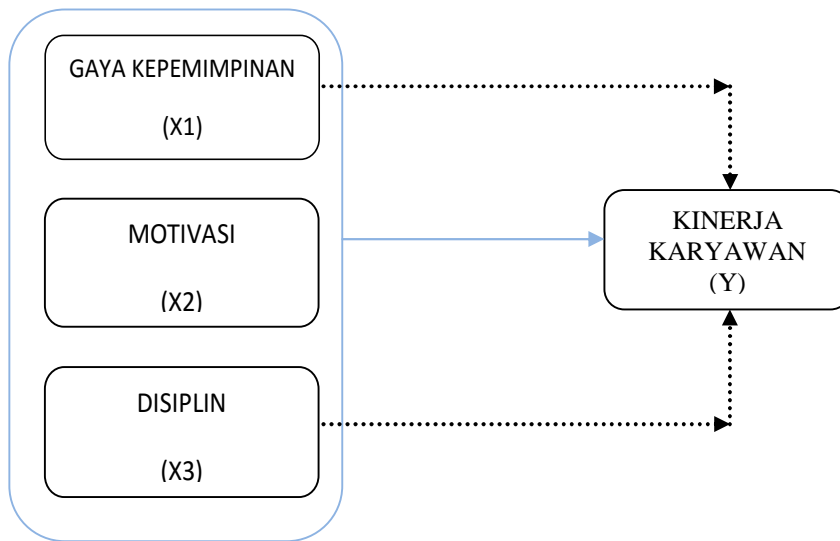 GAYA KEPEMIMPINAN
(X1)
MOTIVASI
(X2)
DISIPLIN
(X3)
KINERJA
KARYAWAN
(Y)